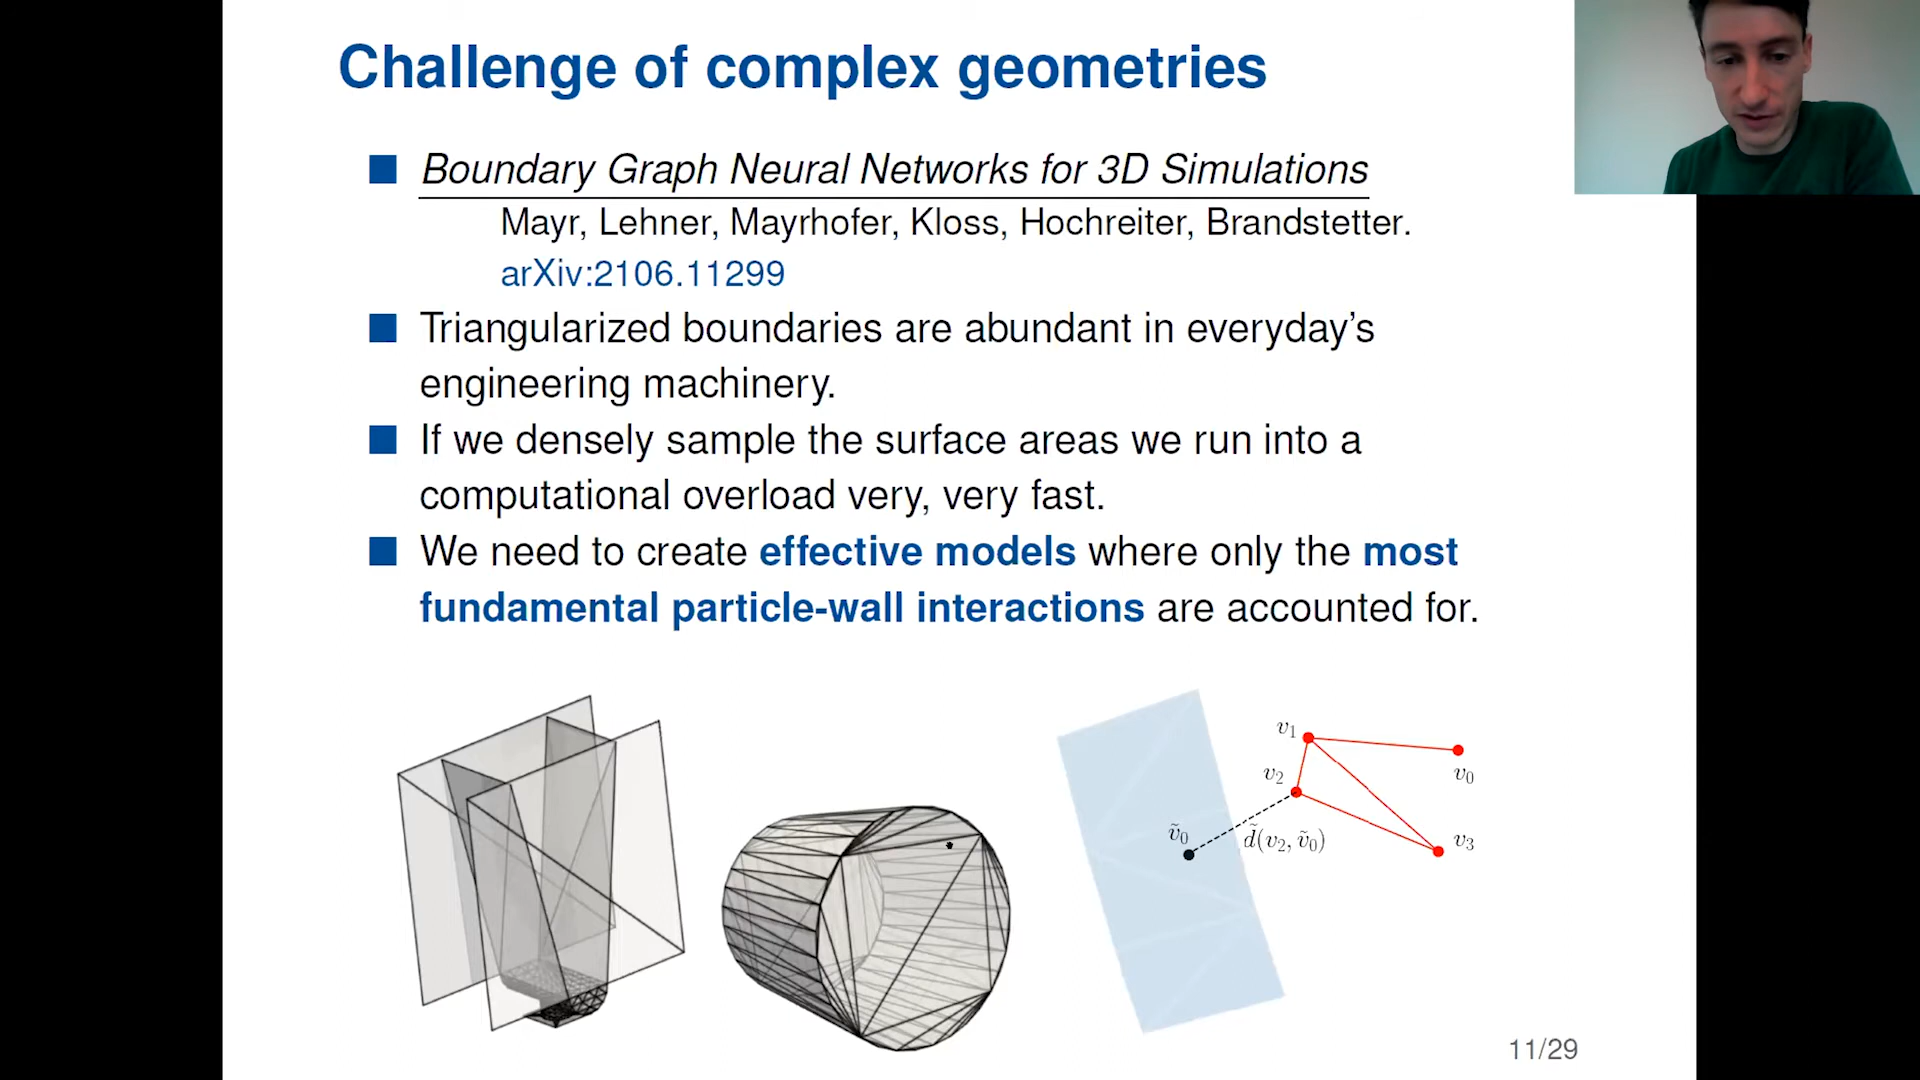 Challenge of complex geometries
Boundary Graph Neural Networks for 3D Simulations
Mayr, Lehner, Mayrhofer, Kloss, Hochreiter, Brandstetter.
arXiv:2106.11299
Triangularized boundaries are abundant in everyday's
engineering machinery.
If we densely sample the surface areas we run into a
computational overload very, very fast.
We need to create effective models where only the most
fundamental particle-wall interactions are accounted for.
v₁
v₂
v₀
ṽ₀
d̃(v₂, ṽ₀)
v₃
11/29